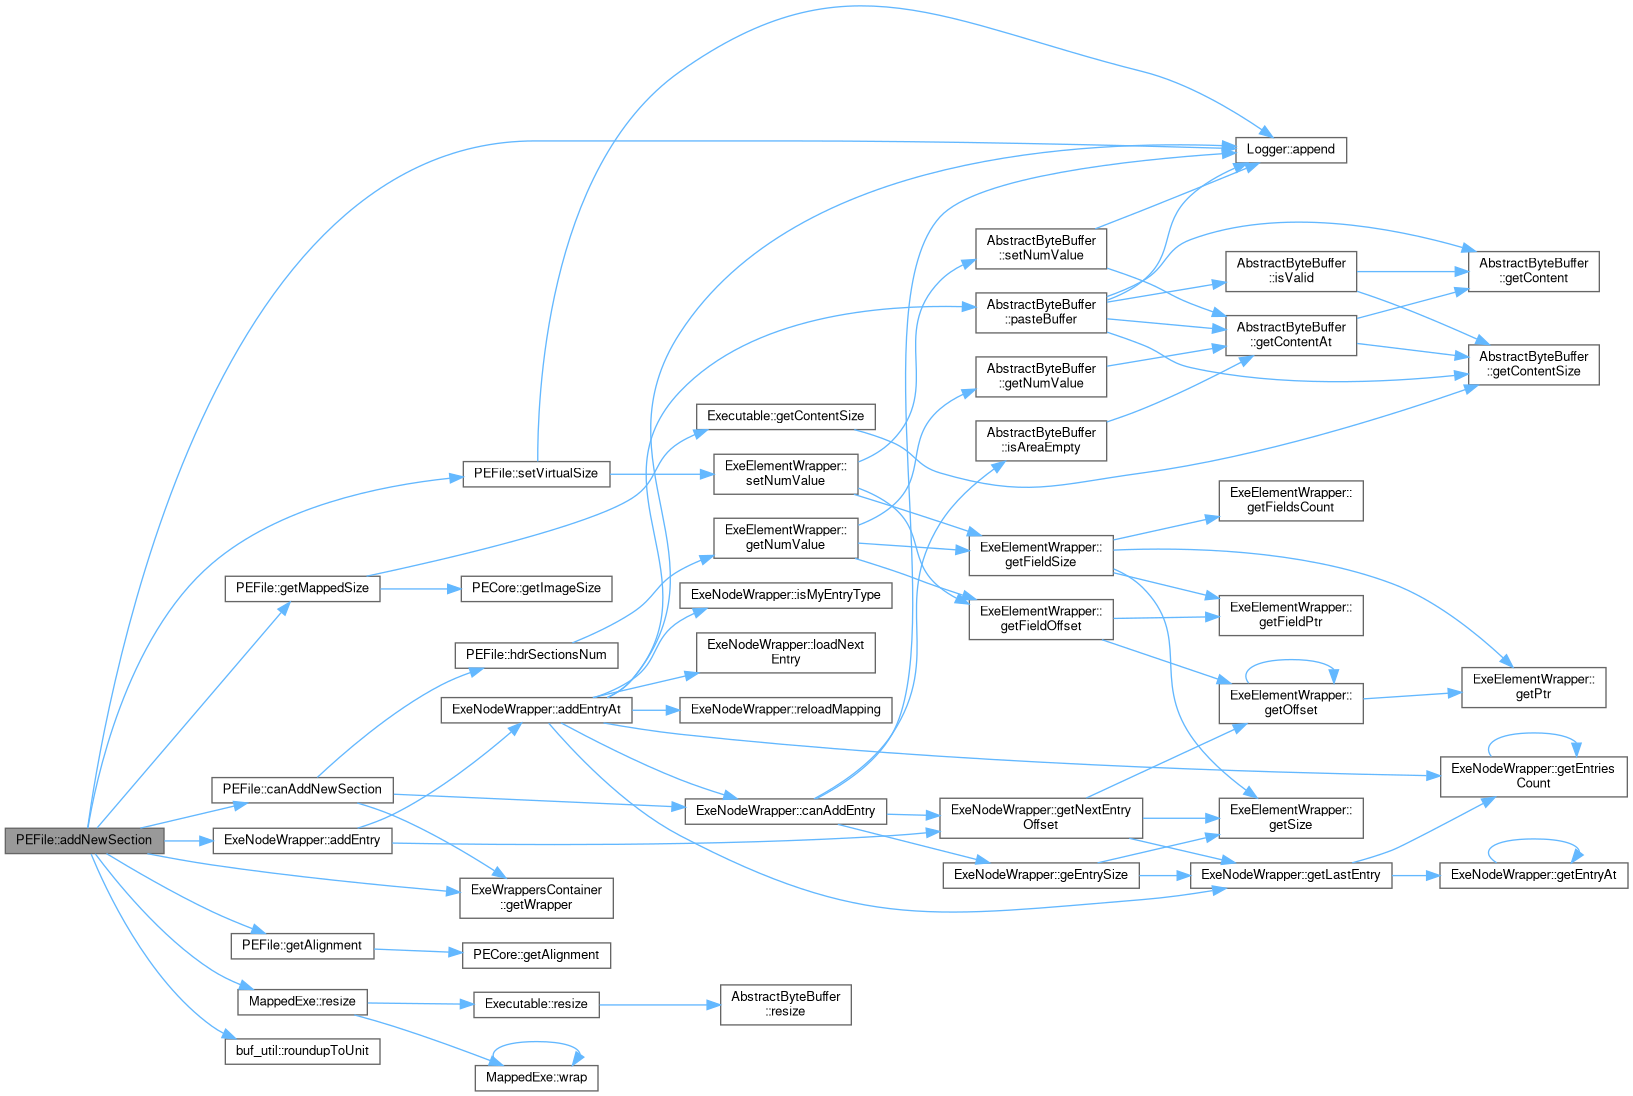 Logger::append
AbstractByteBuffer
::setNumValue
AbstractByteBuffer
::isValid
AbstractByteBuffer
::getContent
AbstractByteBuffer
::pasteBuffer
AbstractByteBuffer
::getContentAt
AbstractByteBuffer
::getContentSize
AbstractByteBuffer
::getNumValue
Executable::getContentSize
AbstractByteBuffer
::isAreaEmpty
PEFile::setVirtualSize
ExeElementWrapper::
setNumValue
ExeElementWrapper::
getFieldsCount
ExeElementWrapper::
getNumValue
ExeElementWrapper::
getFieldSize
PEFile::getMappedSize
PECore::getImageSize
ExeNodeWrapper::isMyEntryType
ExeElementWrapper::
getFieldOffset
ExeElementWrapper::
getFieldPtr
PEFile::hdrSectionsNum
ExeNodeWrapper::loadNext
Entry
ExeElementWrapper::
getPtr
ExeNodeWrapper::addEntryAt
ExeNodeWrapper::reloadMapping
ExeElementWrapper::
getOffset
PEFile::canAddNewSection
ExeNodeWrapper::getEntries
Count
ExeNodeWrapper::canAddEntry
ExeNodeWrapper::getNextEntry
Offset
ExeElementWrapper::
getSize
PEFile::addNewSection
ExeNodeWrapper::addEntry
ExeNodeWrapper::geEntrySize
ExeNodeWrapper::getLastEntry
ExeNodeWrapper::getEntryAt
ExeWrappersContainer
::getWrapper
PEFile::getAlignment
PECore::getAlignment
MappedExe::resize
Executable::resize
AbstractByteBuffer
::resize
buf_util::roundupToUnit
MappedExe::wrap